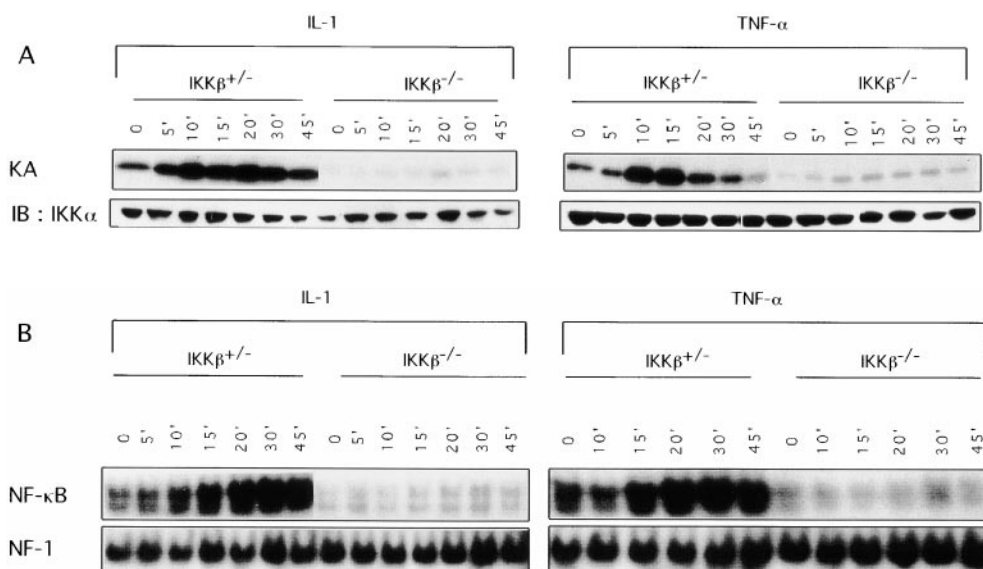 A
IL-1 TNF-α
IKKβ+/- IKKβ-/- IKKβ+/- IKKβ-/-
0 5' 10' 15' 20' 30' 45' 0 5' 10' 15' 20' 30' 45' 0 5' 10' 15' 20' 30' 45' 0 5' 10' 15' 20' 30' 45'
KA
IB : IKKα
B
IL-1 TNF-α
IKKβ+/- IKKβ-/- IKKβ+/- IKKβ-/-
0 5' 10' 15' 20' 30' 45' 0 5' 10' 15' 20' 30' 45' 0 10' 15' 20' 30' 45' 0 10' 15' 20' 30' 45'
NF-κB
NF-1